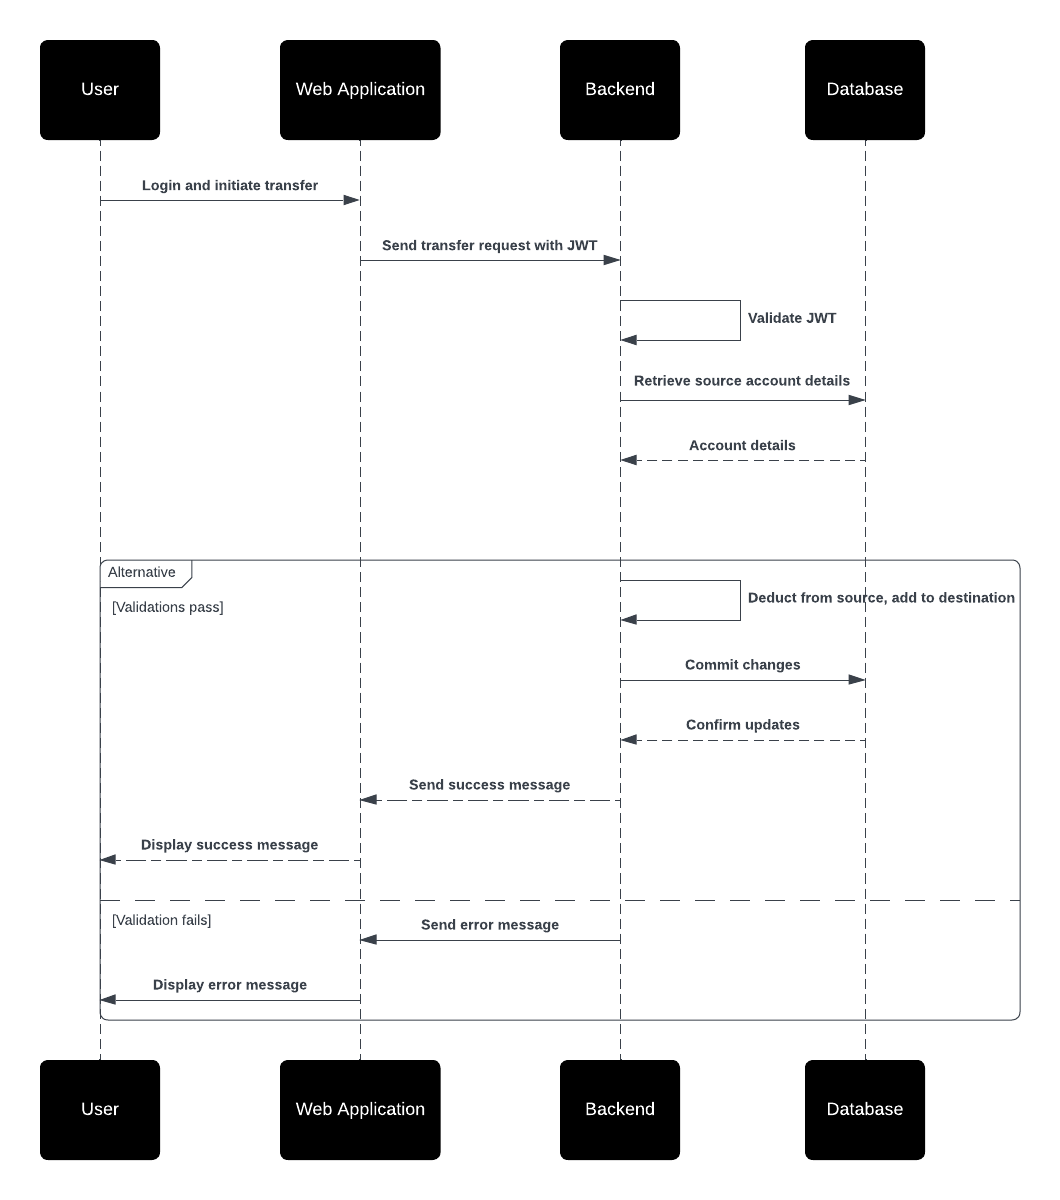 User
Web Application
Backend
Database
Login and initiate transfer
Send transfer request with JWT
Validate JWT
Retrieve source account details
Account details
Alternative
[Validations pass]
Deduct from source, add to destination
Commit changes
Confirm updates
Send success message
Display success message
[Validation fails]
Send error message
Display error message
User
Web Application
Backend
Database